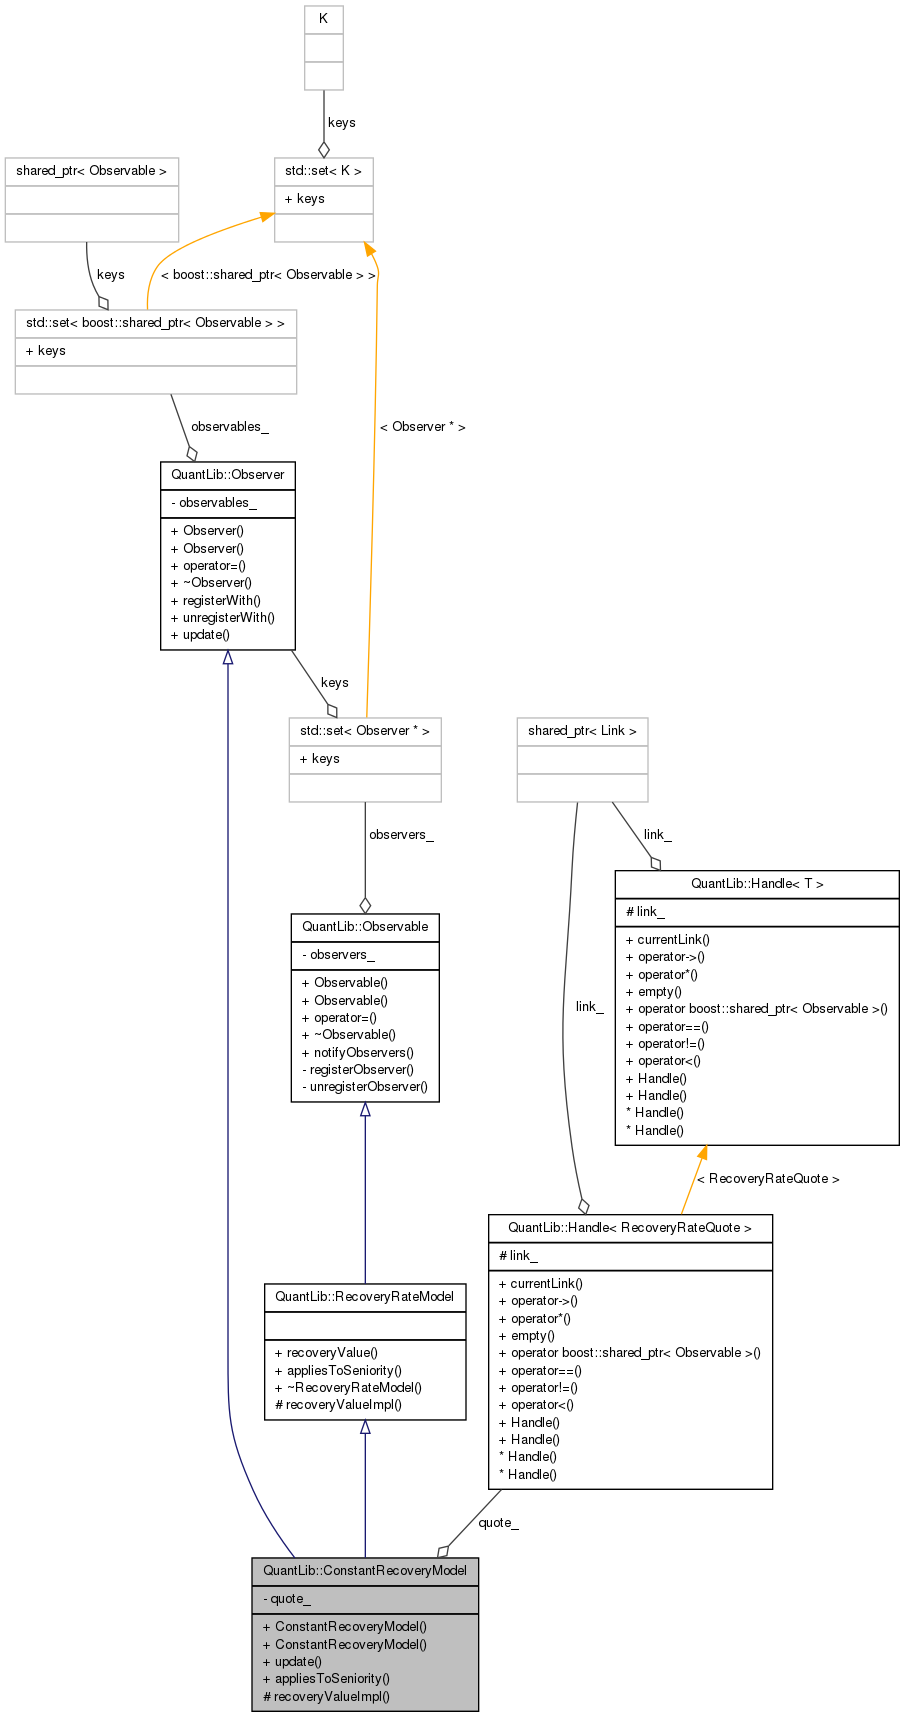 K
keys
shared_ptr< Observable >
std::set< K >
+ keys
keys
< boost::shared_ptr< Observable > >
std::set< boost::shared_ptr< Observable > >
+ keys
observables_
< Observer * >
QuantLib::Observer
- observables_
+ Observer()
+ Observer()
+ operator=()
+ ~Observer()
+ registerWith()
+ unregisterWith()
+ update()
keys
std::set< Observer * >
+ keys
shared_ptr< Link >
observers_
link_
QuantLib::Handle< T >
# link_
+ currentLink()
+ operator->()
+ operator*()
+ empty()
+ operator boost::shared_ptr< Observable >()
+ operator==()
+ operator!=()
+ operator<()
+ Handle()
+ Handle()
* Handle()
* Handle()
QuantLib::Observable
- observers_
+ Observable()
+ Observable()
+ operator=()
+ ~Observable()
+ notifyObservers()
- registerObserver()
- unregisterObserver()
link_
< RecoveryRateQuote >
QuantLib::Handle< RecoveryRateQuote >
# link_
+ currentLink()
+ operator->()
+ operator*()
+ empty()
+ operator boost::shared_ptr< Observable >()
+ operator==()
+ operator!=()
+ operator<()
+ Handle()
+ Handle()
* Handle()
* Handle()
QuantLib::RecoveryRateModel
+ recoveryValue()
+ appliesToSeniority()
+ ~RecoveryRateModel()
# recoveryValueImpl()
quote_
QuantLib::ConstantRecoveryModel
- quote_
+ ConstantRecoveryModel()
+ ConstantRecoveryModel()
+ update()
+ appliesToSeniority()
# recoveryValueImpl()